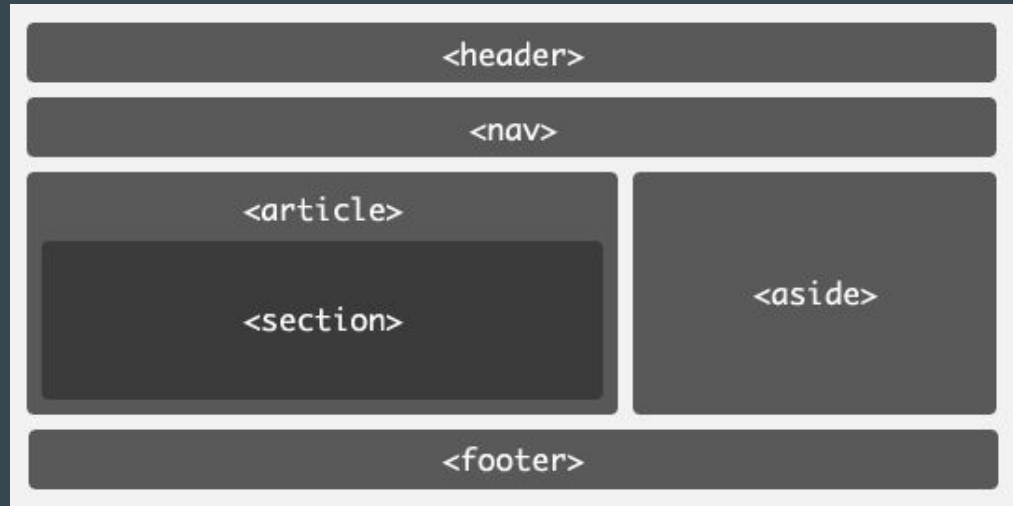 <header>
<nav>
<article>
<section>
<aside>
<footer>